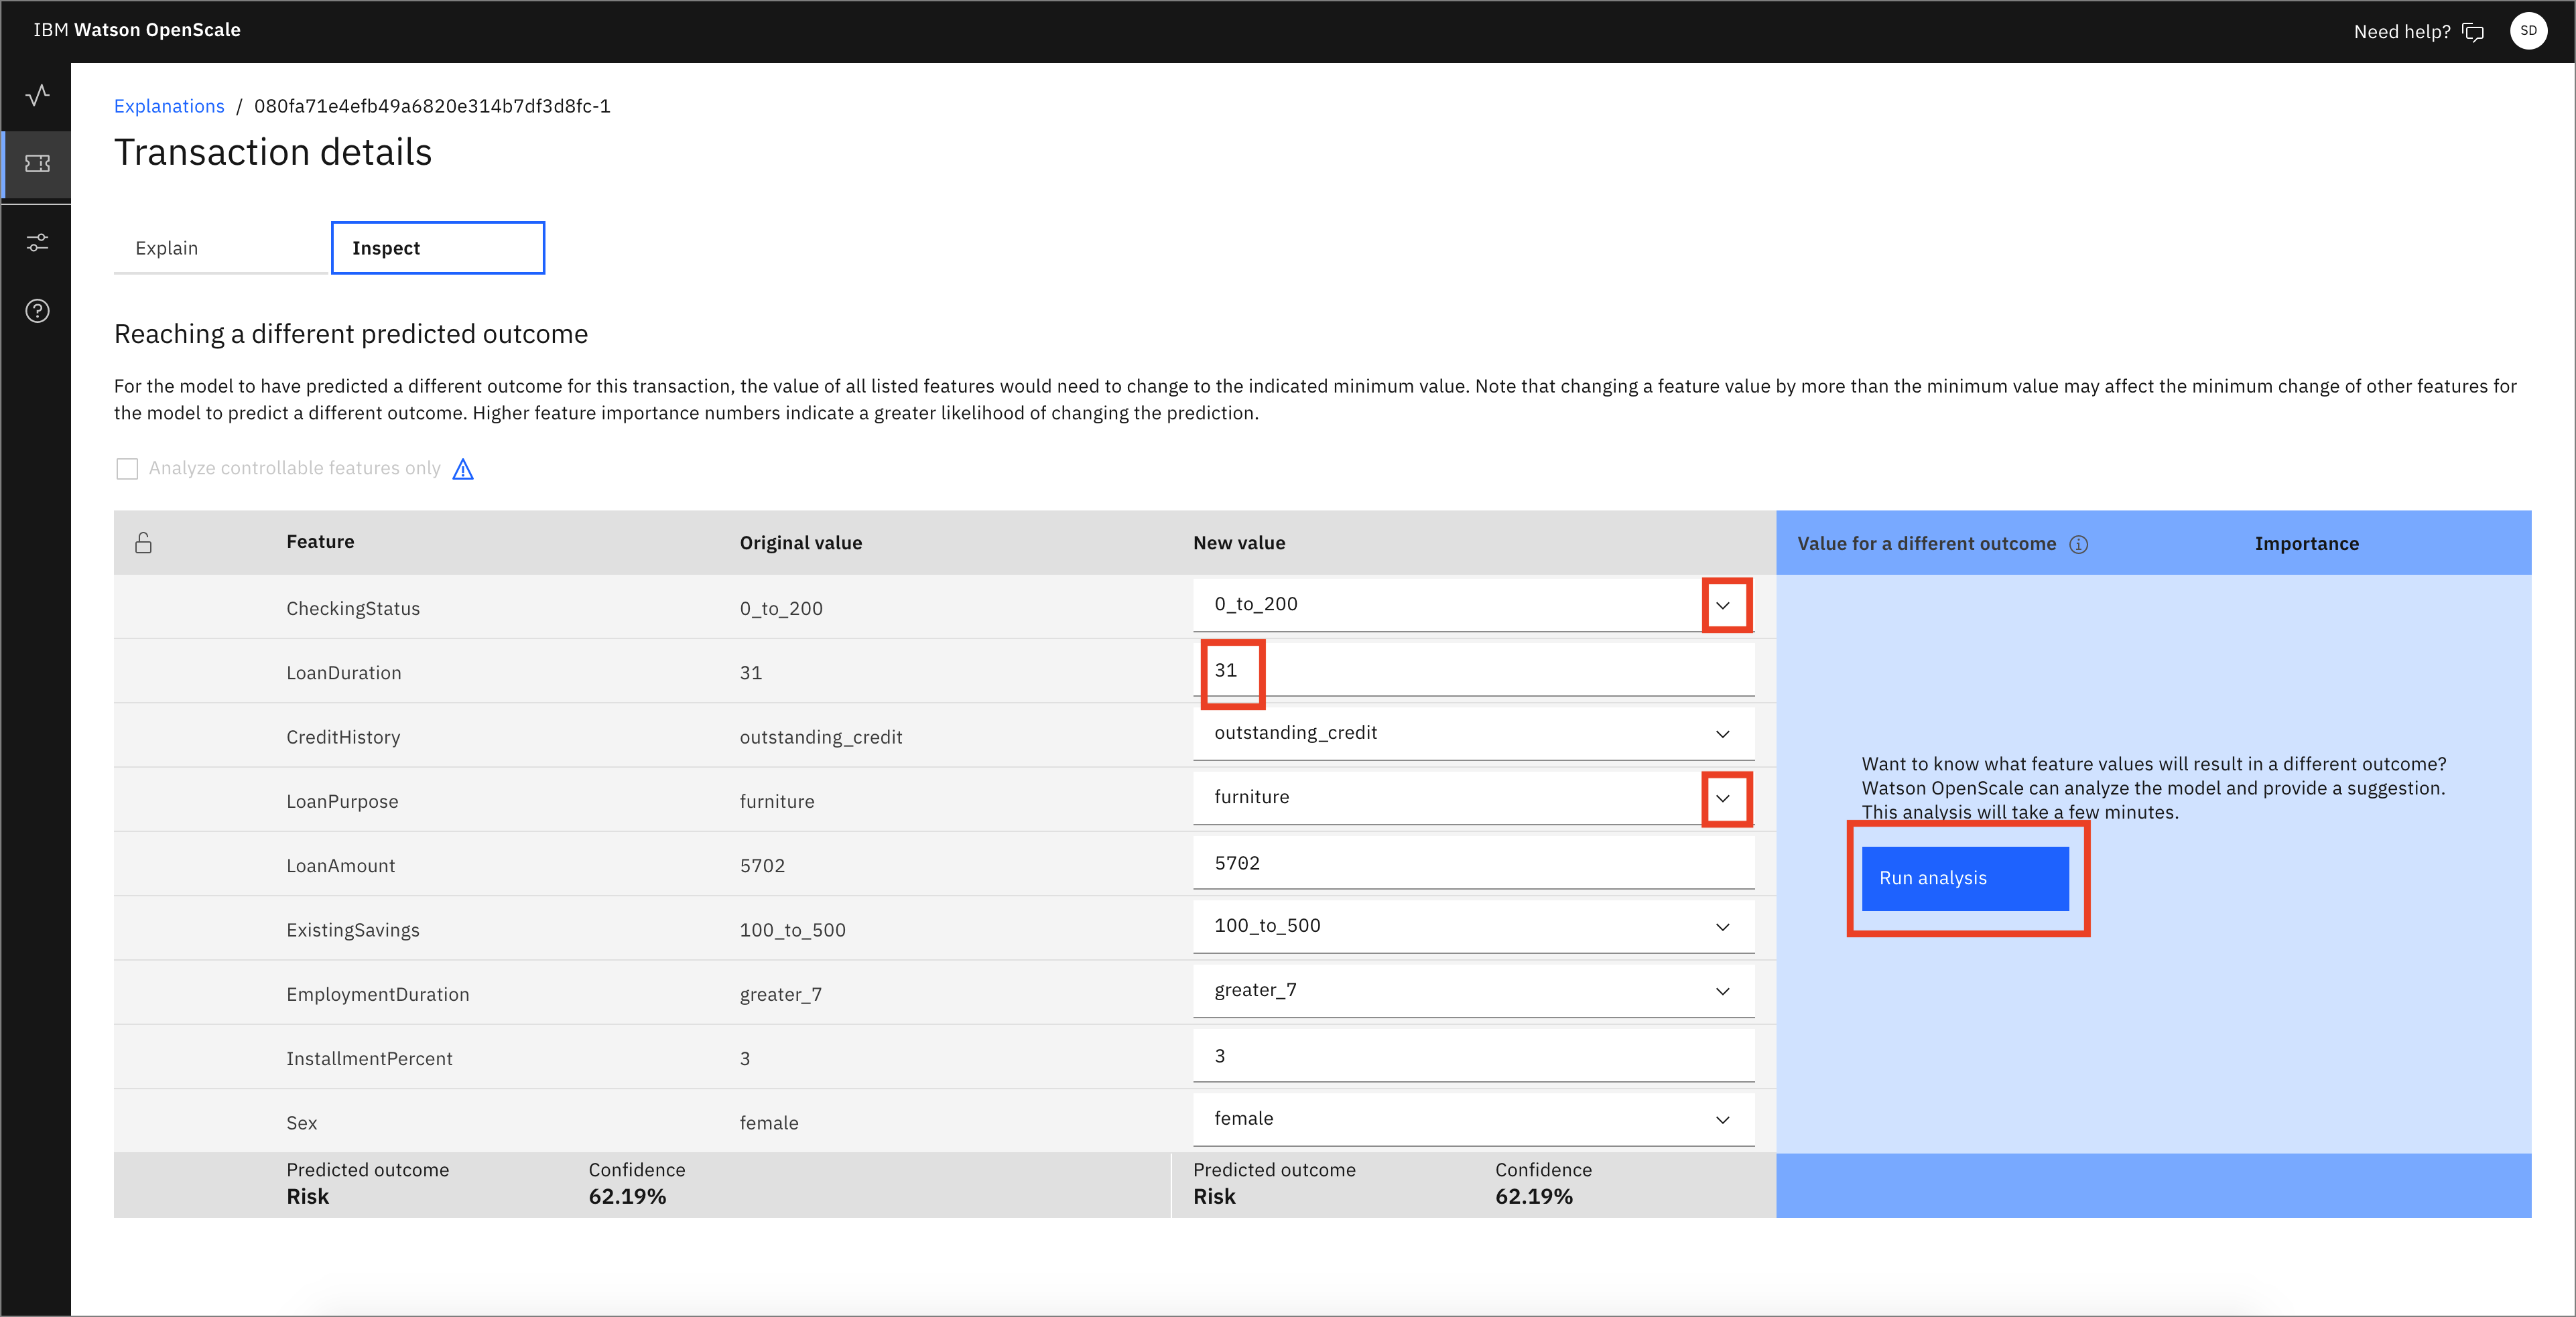 IBM Watson OpenScale
Need help?
SD
Explanations / 080fa71e4efb49a6820e314b7df3d8fc-1
Transaction details
Explain
Inspect
Reaching a different predicted outcome
For the model to have predicted a different outcome for this transaction, the value of all listed features would need to change to the indicated minimum value. Note that changing a feature value by more than the minimum value may affect the minimum change of other features for
the model to predict a different outcome. Higher feature importance numbers indicate a greater likelihood of changing the prediction.
Analyze controllable features only
Feature Original value New value Value for a different outcome Importance
CheckingStatus 0_to_200 0_to_200
LoanDuration 31 31
CreditHistory outstanding_credit outstanding_credit
LoanPurpose furniture furniture
LoanAmount 5702 5702
ExistingSavings 100_to_500 100_to_500
EmploymentDuration greater_7 greater_7
InstallmentPercent 3 3
Sex female female
Want to know what feature values will result in a different outcome?
Watson OpenScale can analyze the model and provide a suggestion.
This analysis will take a few minutes.
Run analysis
Predicted outcome Confidence Predicted outcome Confidence
Risk 62.19% Risk 62.19%